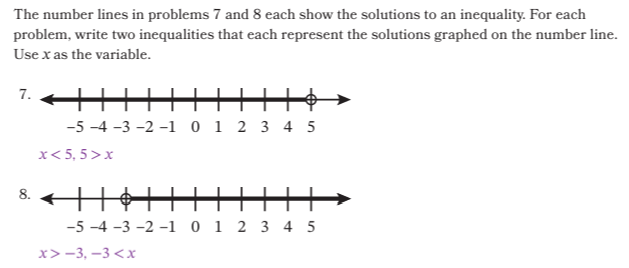 The number lines in problems 7 and 8 each show the solutions to an inequality. For each
problem, write two inequalities that each represent the solutions graphed on the number line.
Use x as the variable.
7.
–5 –4 –3 –2 –1 0 1 2 3 4 5
x < 5, 5 > x
8.
–5 –4 –3 –2 –1 0 1 2 3 4 5
x > –3, –3 < x